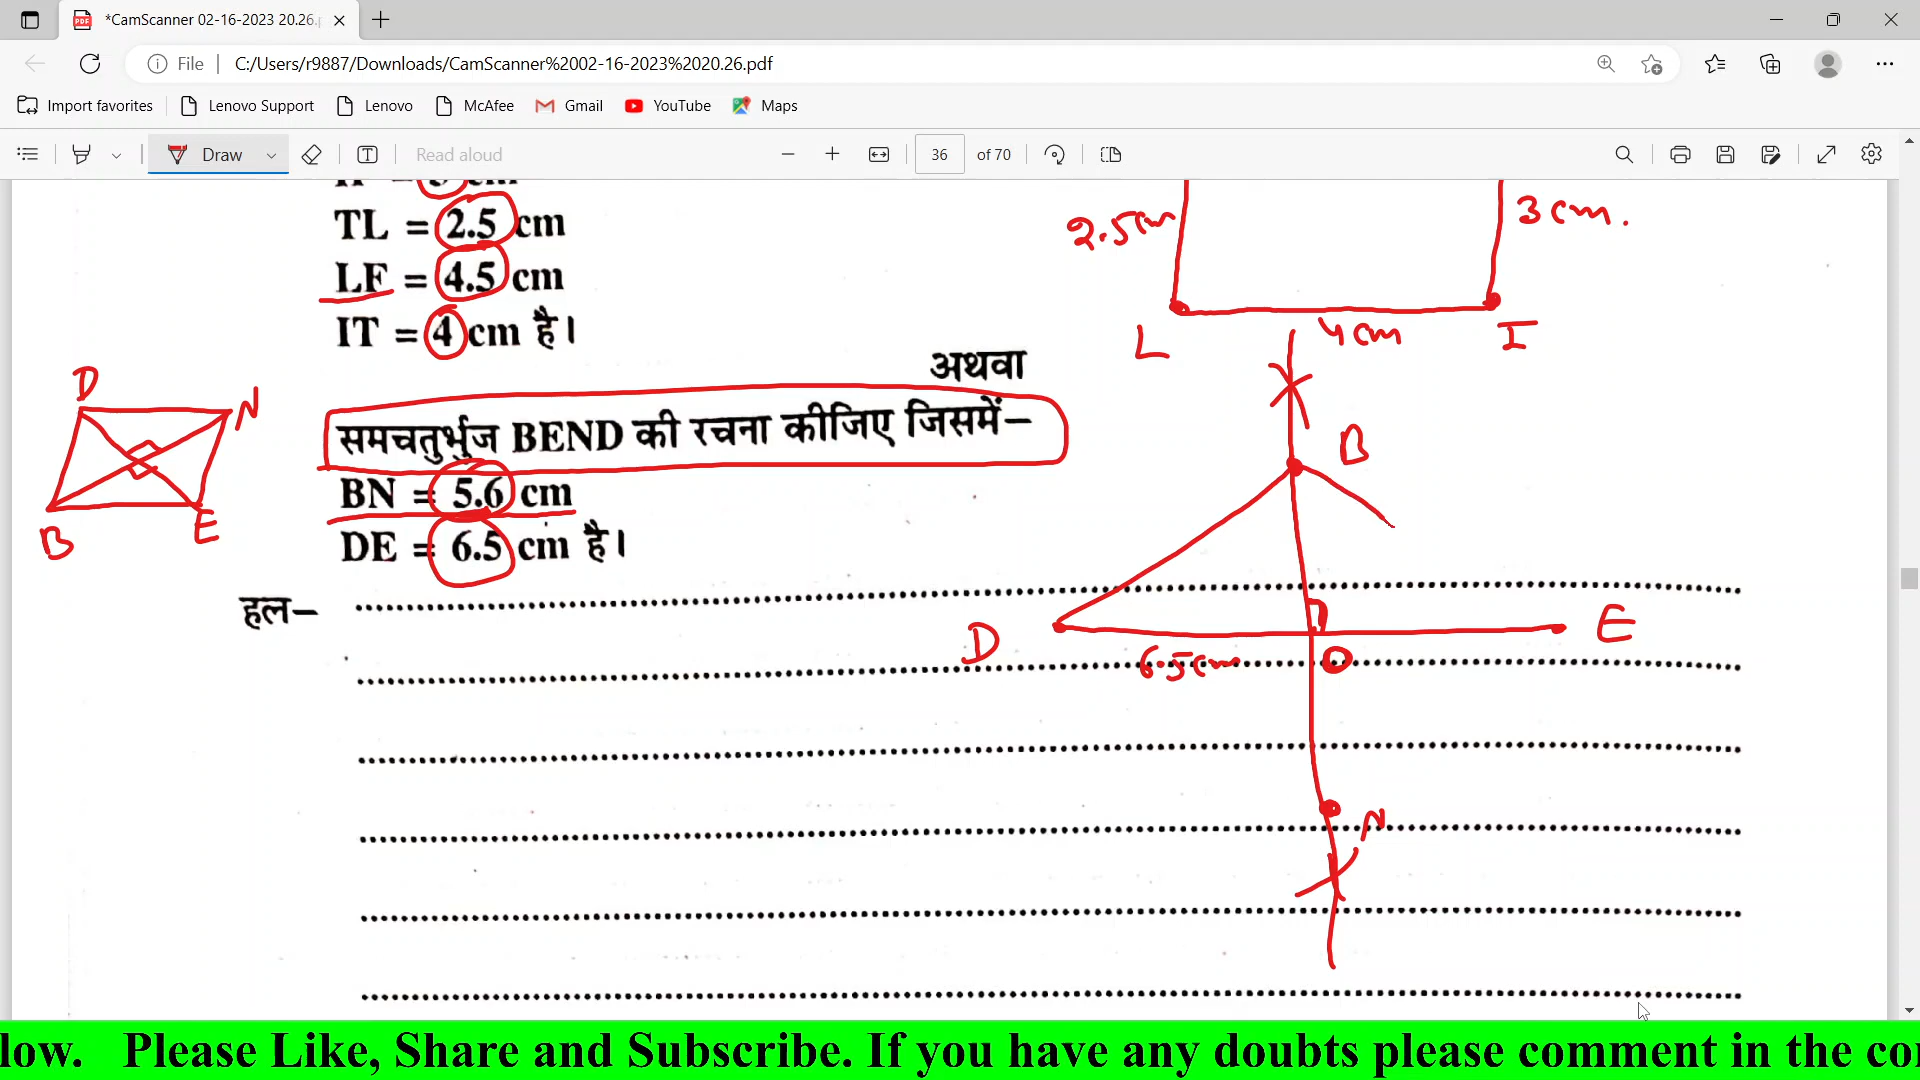 *CamScanner 02-16-2023 20.26.p
File C:/Users/r9887/Downloads/CamScanner%2002-16-2023%2020.26.pdf
Import favorites Lenovo Support Lenovo McAfee Gmail YouTube Maps
Draw Read aloud 36 of 70
TL = 2.5 cm
LF = 4.5 cm
IT = 4 cm है।
2.5cm
3cm.
L 4cm I
अथवा
समचतुर्भुज BEND की रचना कीजिए जिसमें–
BN = 5.6 cm
DE = 6.5 cm है।
D N
B E
हल–
B
D 6.5cm O E
N
low. Please Like, Share and Subscribe. If you have any doubts please comment in the co